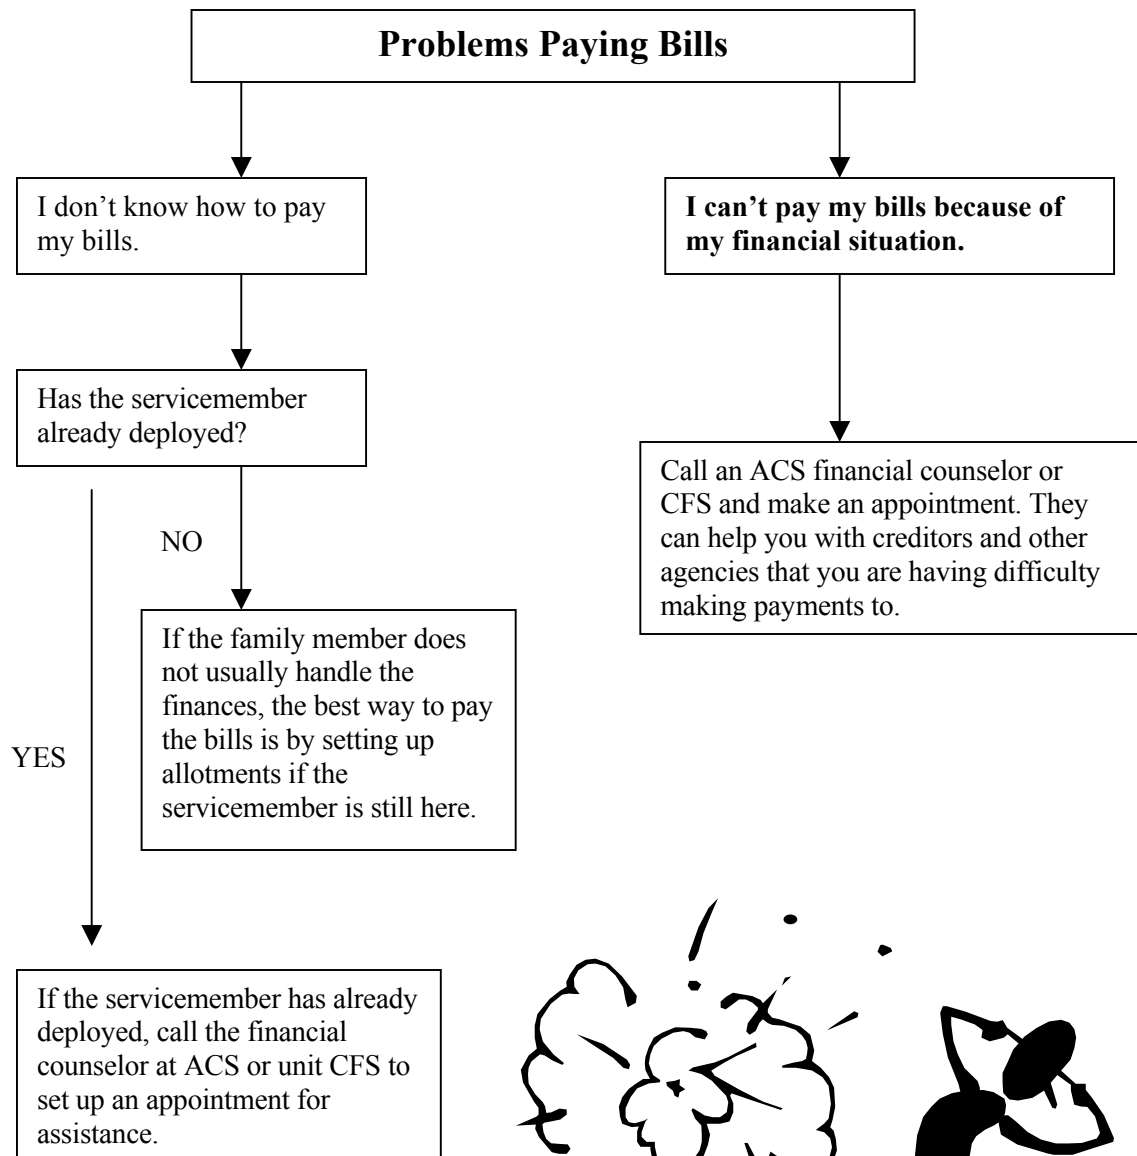 Problems Paying Bills
I don’t know how to pay
my bills.
I can’t pay my bills because of
my financial situation.
Has the servicemember
already deployed?
Call an ACS financial counselor or
CFS and make an appointment. They
can help you with creditors and other
agencies that you are having difficulty
making payments to.
NO
If the family member does
not usually handle the
finances, the best way to pay
the bills is by setting up
allotments if the
servicemember is still here.
YES
If the servicemember has already
deployed, call the financial
counselor at ACS or unit CFS to
set up an appointment for
assistance.